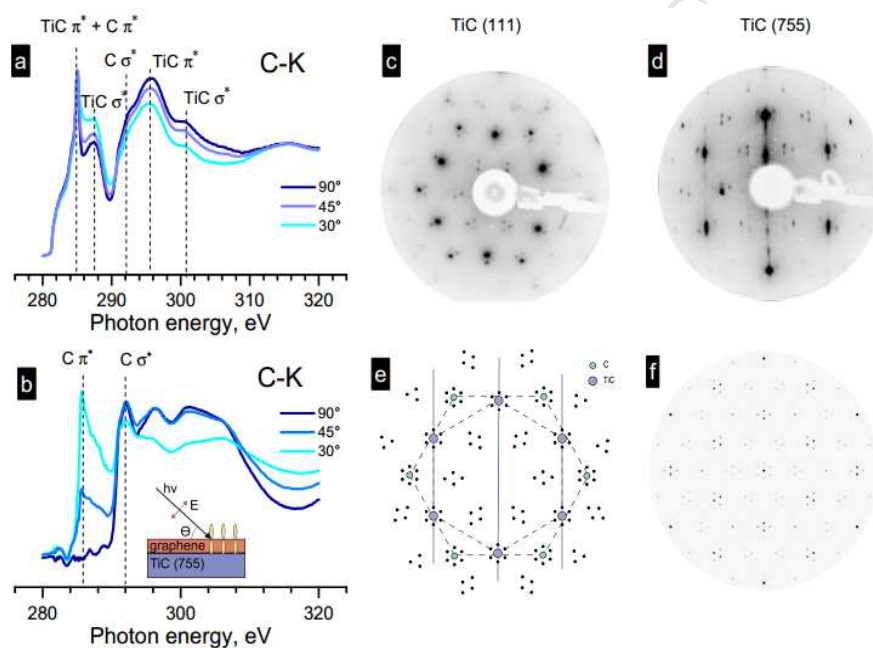 TiC π* + C π*
C σ*
TiC π*
TiC σ*
TiC σ*
a
C-K
90°
45°
30°
280 290 300 310 320
Photon energy, eV
TiC (111)
c
TiC (755)
d
b
C π*
C σ*
C-K
90°
45°
30°
hv
E
Θ
graphene
TiC (755)
280 290 300 310 320
Photon energy, eV
e
C
TiC
f